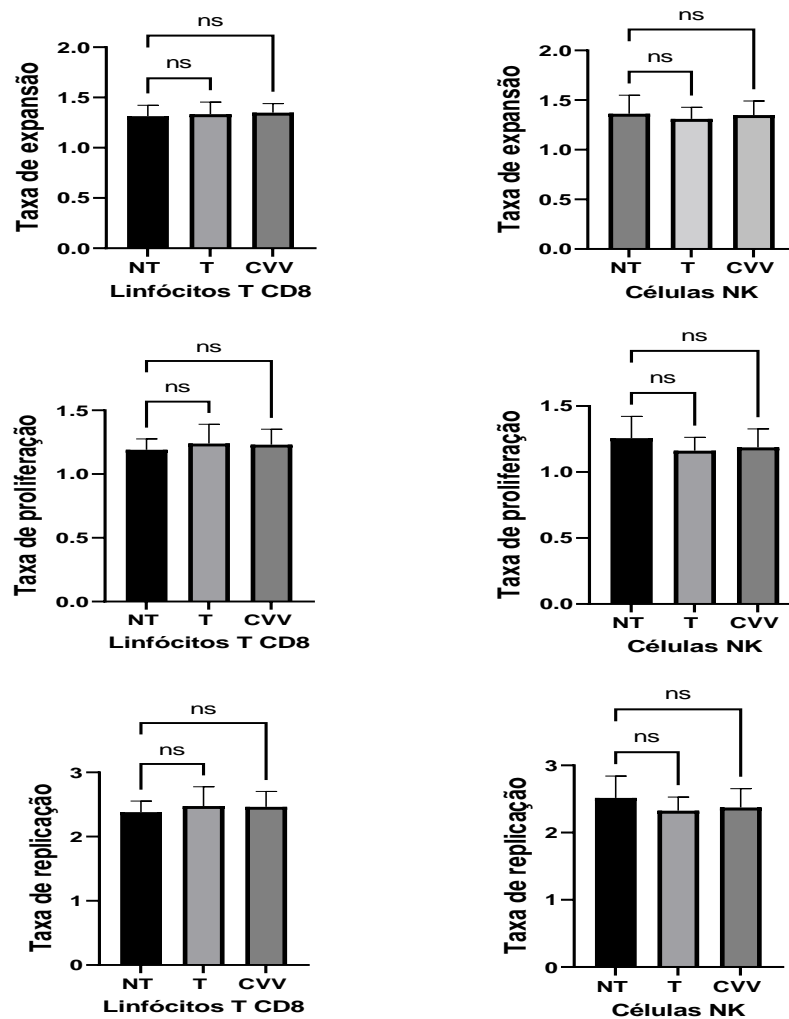 ns
ns
2.0
1.5
1.0
0.5
0.0
Taxa de expansão
NT T CVV
Linfócitos T CD8
ns
ns
2.0
1.5
1.0
0.5
0.0
Taxa de expansão
NT T CVV
Células NK
ns
ns
1.5
1.0
0.5
0.0
Taxa de proliferação
NT T CVV
Linfócitos T CD8
ns
ns
1.5
1.0
0.5
0.0
Taxa de proliferação
NT T CVV
Células NK
ns
ns
3
2
1
0
Taxa de replicação
NT T CVV
Linfócitos T CD8
ns
ns
3
2
1
0
Taxa de replicação
NT T CVV
Células NK